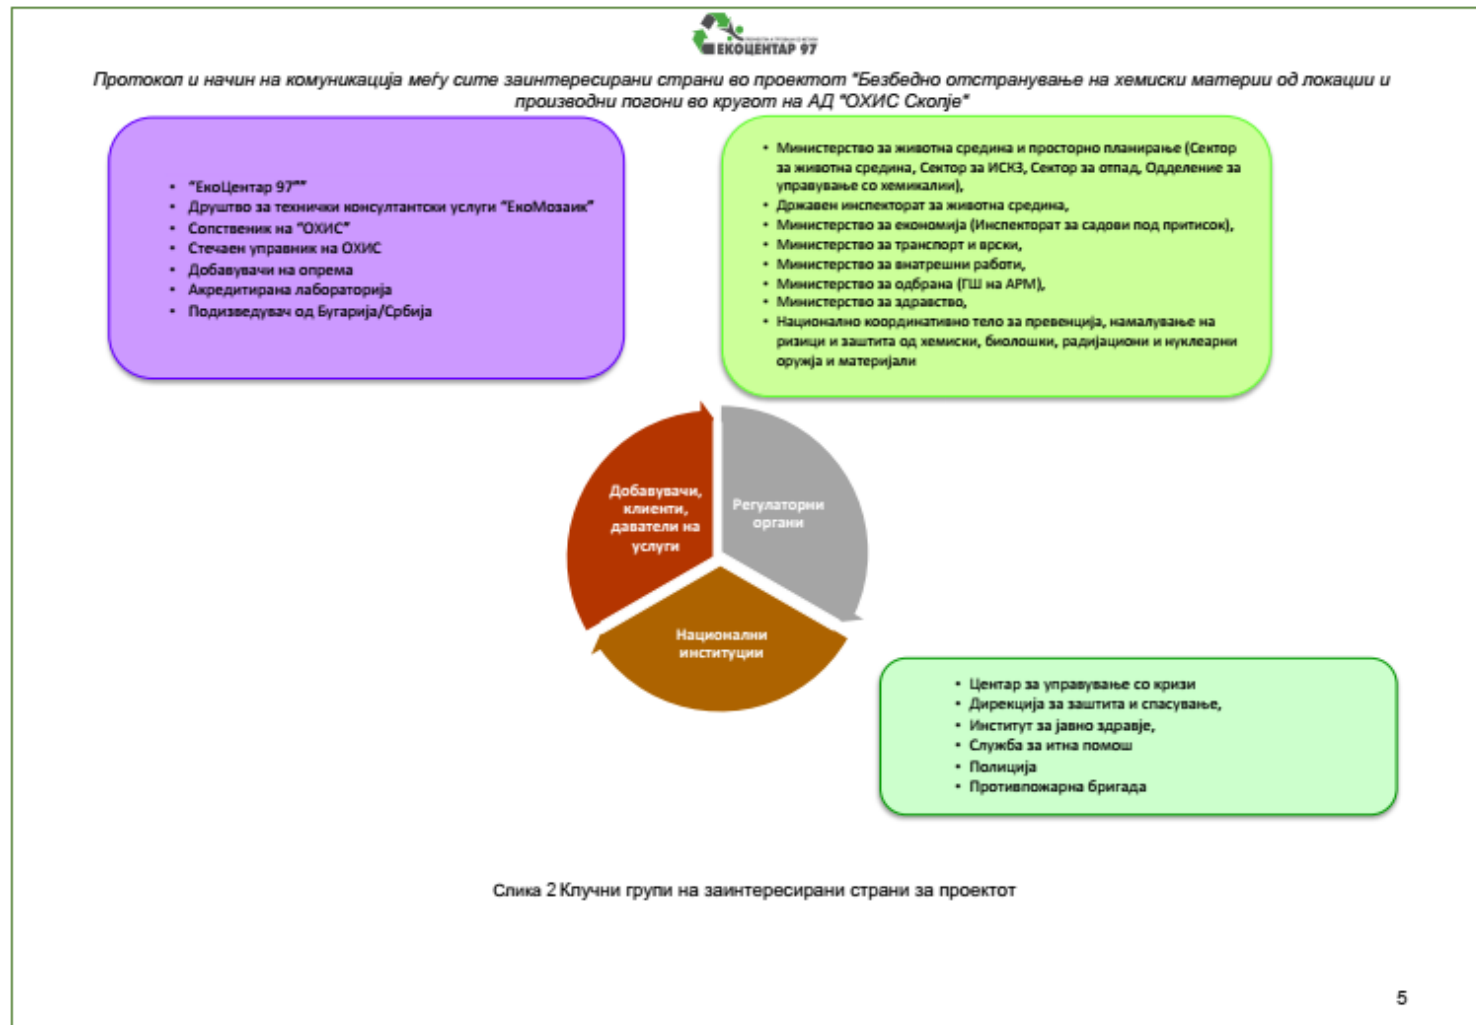 ЕКОЦЕНТАР 97
Протокол и начин на комуникација меѓу сите заинтересирани страни во проектот "Безбедно отстранување на хемиски материи од локации и
производни погони во кругот на АД "ОХИС Скопје"
• "ЕкоЦентар 97""
• Друштво за технички консултантски услуги "ЕкоМозаик"
• Сопственик на "ОХИС"
• Стечаен управник на ОХИС
• Добавувачи на опрема
• Акредитирана лабораторија
• Подизведувач од Бугарија/Србија
• Министерство за животна средина и просторно планирање (Сектор
за животна средина, Сектор за ИСКЗ, Сектор за отпад, Одделение за
управување со хемикалии),
• Државен инспекторат за животна средина,
• Министерство за економија (Инспекторат за садови под притисок),
• Министерство за транспорт и врски,
• Министерство за внатрешни работи,
• Министерство за одбрана (ГШ на АРМ),
• Министерство за здравство,
• Национално координативно тело за превенција, намалување на
ризици и заштита од хемиски, биолошки, радијациони и нуклеарни
оружја и материјали
Добавувачи,
клиенти,
даватели на
услуги
Регулаторни
органи
Национални
институции
• Центар за управување со кризи
• Дирекција за заштита и спасување,
• Институт за јавно здравје,
• Служба за итна помош
• Полиција
• Противпожарна бригада
Слика 2 Клучни групи на заинтересирани страни за проектот
5